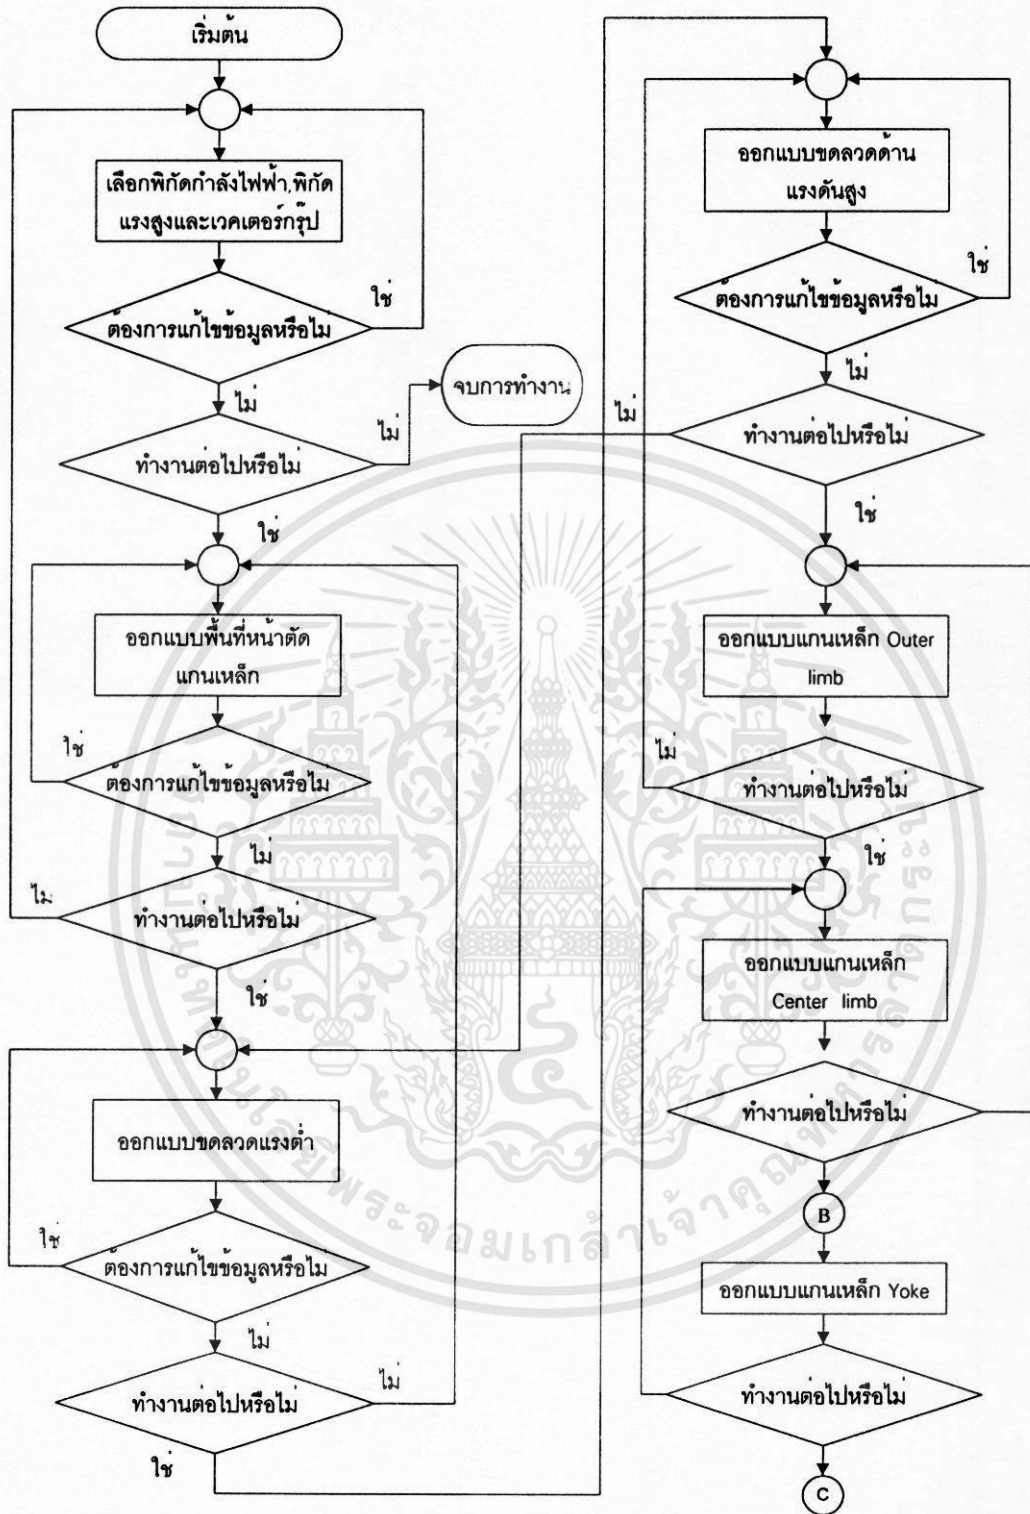 เริ่มต้น
เลือกพิกัดกำลังไฟฟ้า,พิกัด
แรงสูงและเวคเตอร์กรุ๊ป
ต้องการแก้ไขข้อมูลหรือไม่
ใช่
ไม่
ทำงานต่อไปหรือไม่
ไม่
จบการทำงาน
ใช่
ออกแบบพื้นที่หน้าตัด
แกนเหล็ก
ต้องการแก้ไขข้อมูลหรือไม่
ใช่
ไม่
ทำงานต่อไปหรือไม่
ไม่
ใช่
ออกแบบขดลวดแรงต่ำ
ต้องการแก้ไขข้อมูลหรือไม่
ใช่
ไม่
ทำงานต่อไปหรือไม่
ไม่
ใช่
ออกแบบขดลวดด้าน
แรงดันสูง
ต้องการแก้ไขข้อมูลหรือไม่
ใช่
ไม่
ทำงานต่อไปหรือไม่
ไม่
ใช่
ออกแบบแกนเหล็ก Outer
limb
ทำงานต่อไปหรือไม่
ไม่
ใช่
ออกแบบแกนเหล็ก
Center limb
ทำงานต่อไปหรือไม่
B
ออกแบบแกนเหล็ก Yoke
ทำงานต่อไปหรือไม่
C